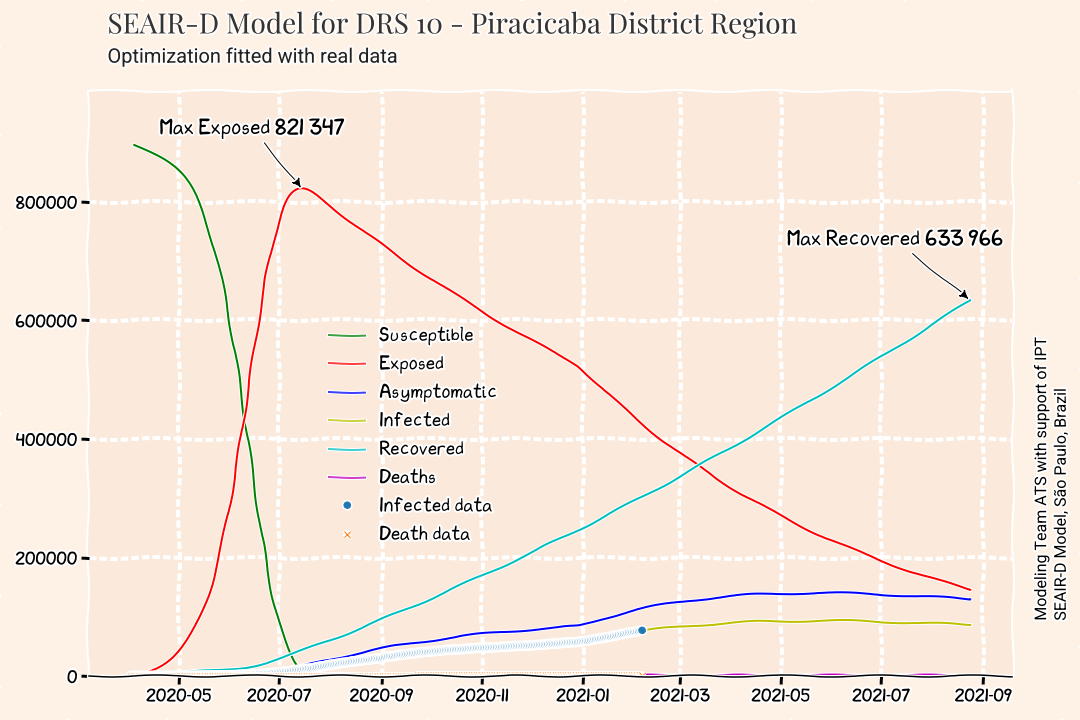 SEAIR-D Model for DRS 10 - Piracicaba District Region
Optimization fitted with real data
Max Exposed 821 347
Max Recovered 633 966
800000
600000
400000
200000
0
Susceptible
Exposed
Asymptomatic
Infected
Recovered
Deaths
Infected data
Death data
2020-05
2020-07
2020-09
2020-11
2021-01
2021-03
2021-05
2021-07
2021-09
Modeling Team ATS with support of IPT
SEAIR-D Model, São Paulo, Brazil